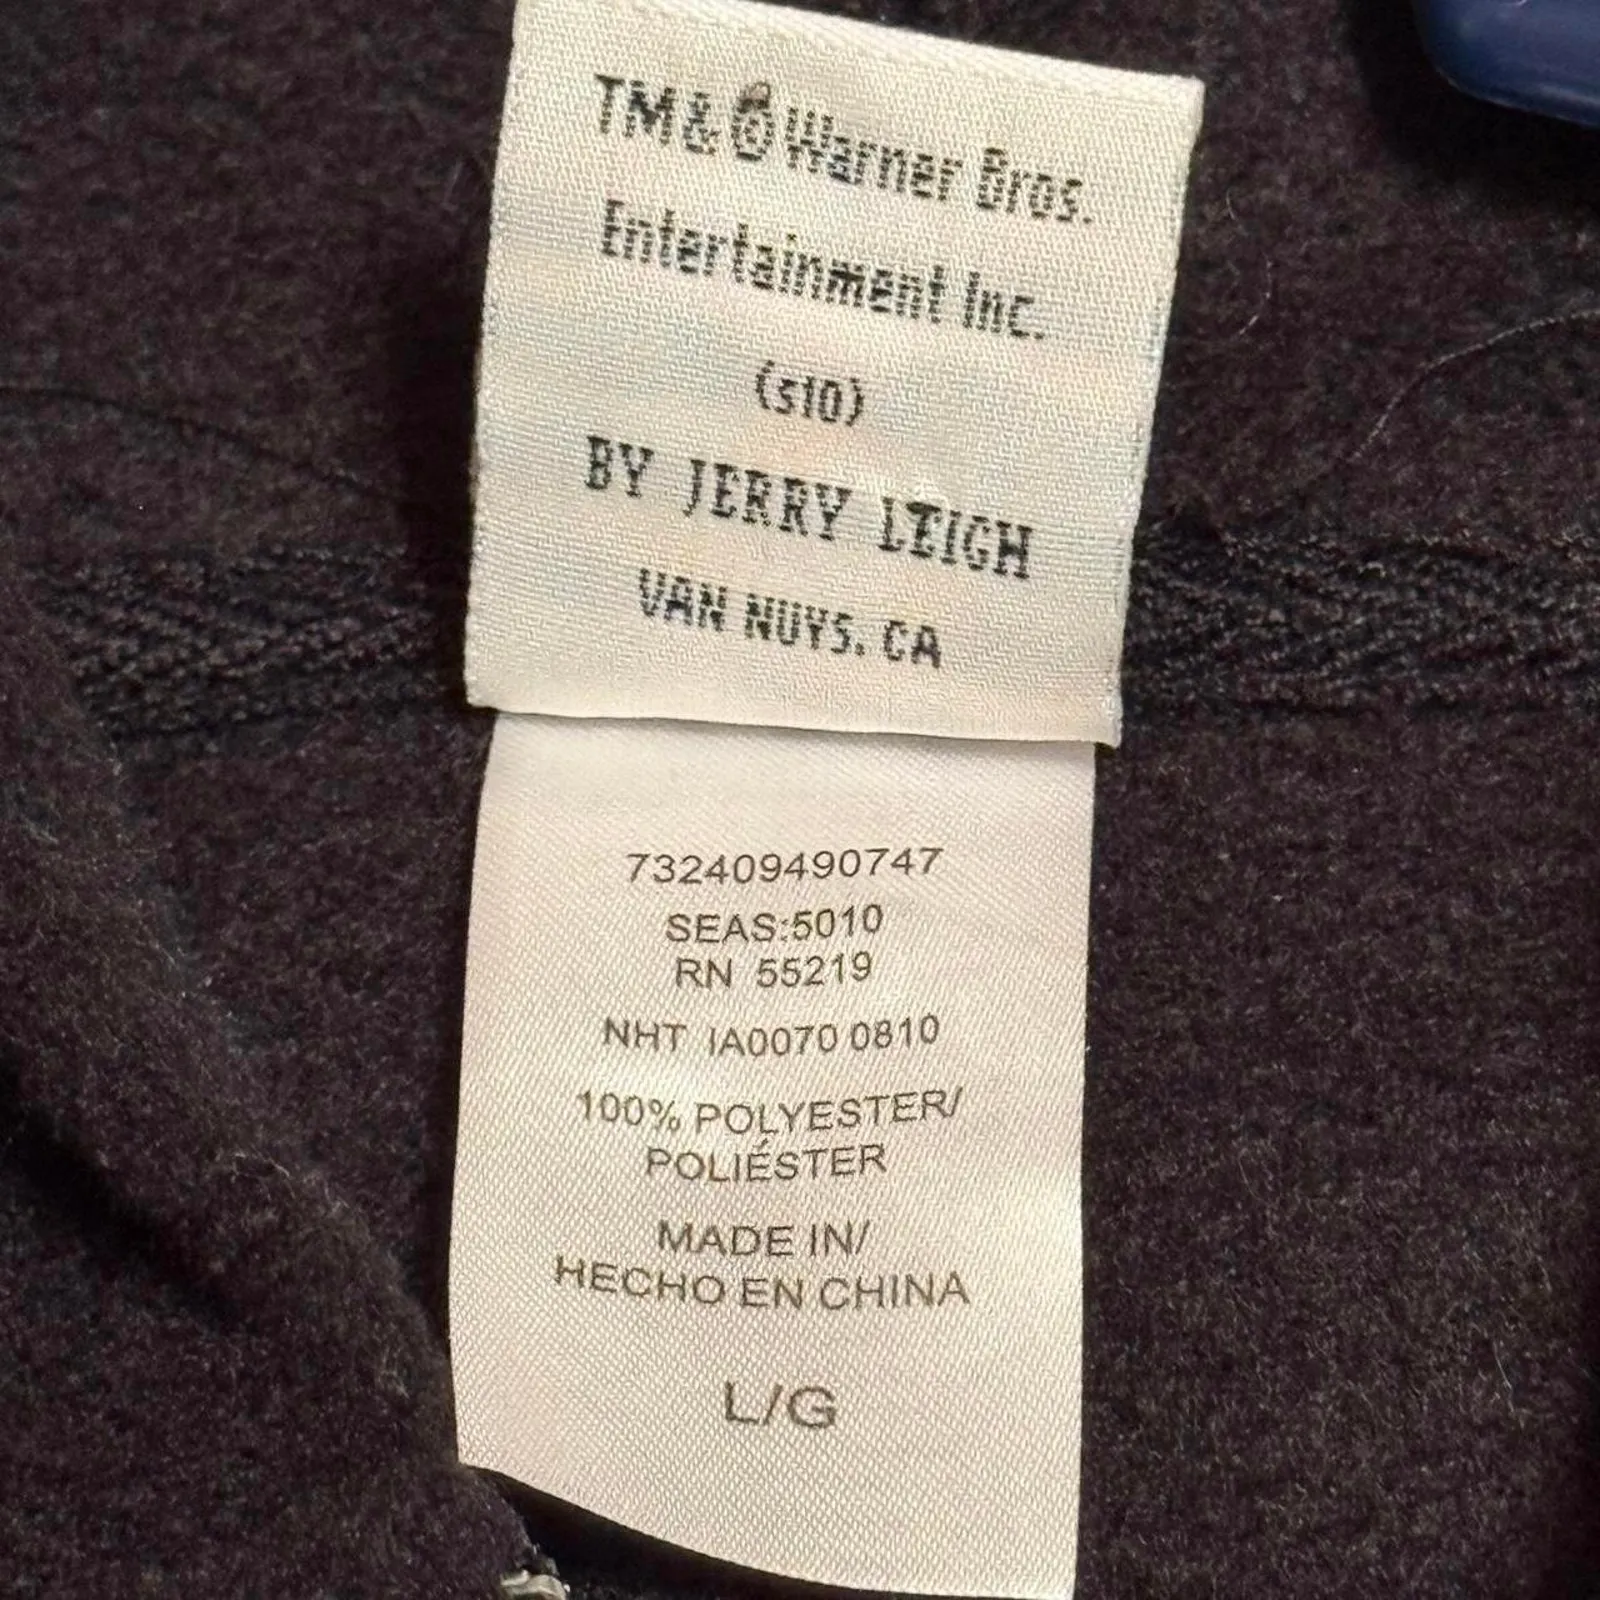 TM & © Warner Bros.
Entertainment Inc.
(s10)
BY JERRY LEIGH
VAN NUYS, CA
732409490747
SEAS:5010
RN 55219
NHT IA0070 0810
100% POLYESTER/
POLIÉSTER
MADE IN/
HECHO EN CHINA
L/G